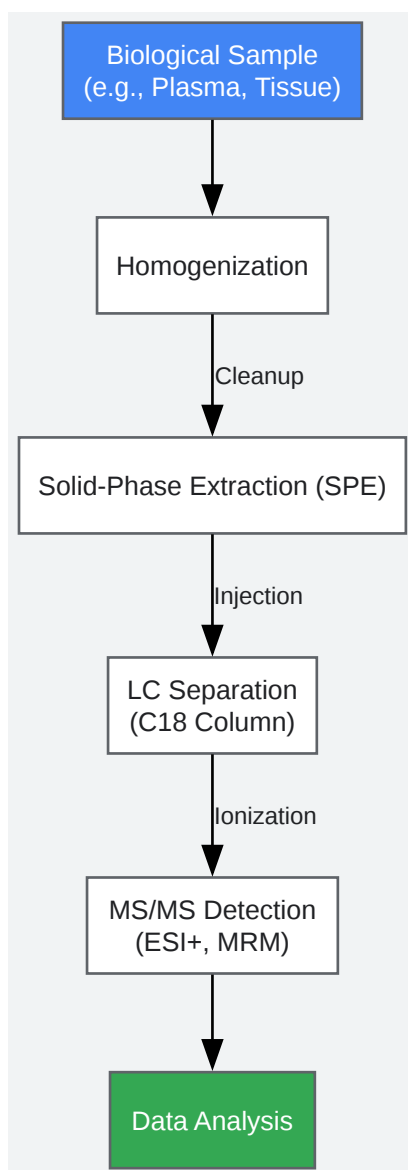 Biological Sample
(e.g., Plasma, Tissue)
Homogenization
Cleanup
Solid-Phase Extraction (SPE)
Injection
LC Separation
(C18 Column)
Ionization
MS/MS Detection
(ESI+, MRM)
Data Analysis